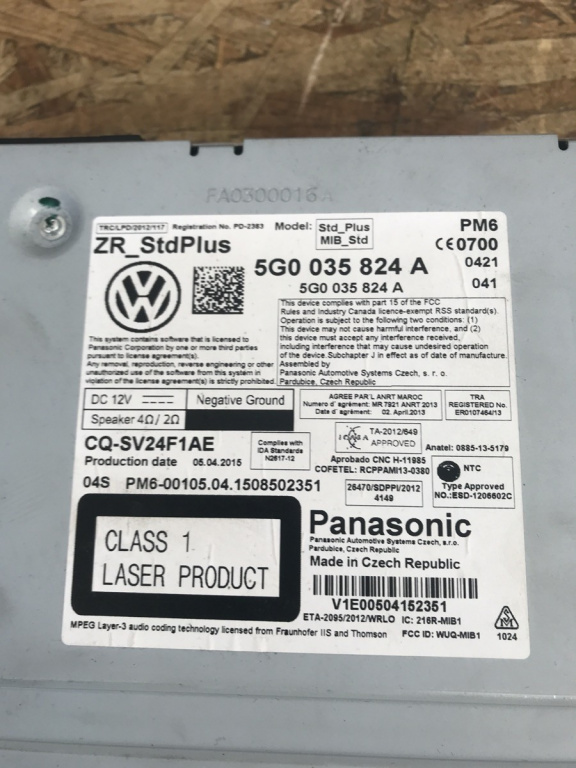 FA0300016A
TRC/LPD/2012/117 Registration No. PD-2383 Model: Std_Plus MIB_Std PM6
ZR_StdPlus
CE0700
0421
041
5G0 035 824 A
5G0 035 824 A
This system contains software that is licensed to
Panasonic Corporation by one or more third parties
pursuant to license agreement(s).
Any removal, reproduction, reverse engineering or other
unauthorized use of the software from this system in
violation of the license agreement(s) is strictly prohibited.
This device complies with part 15 of the FCC
Rules and Industry Canada licence-exempt RSS standard(s).
Operation is subject to the following two conditions: (1)
This device may not cause harmful interference, and (2)
this device must accept any interference received,
including interference that may cause undesired operation
of the device.Subchapter J in effect as of date of manufacture.
Assembled by
Panasonic Automotive Systems Czech, s.r.o.
Pardubice, Czech Republic
DC 12V Negative Ground
Speaker 4Ω/ 2Ω
AGREE PAR L'ANRT MAROC
Numero d'agrément: MR 7821 ANRT 2013
Date d'agrément: 02. April.2013
TRA
REGISTERED No.
ER0107464/13
CQ-SV24F1AE
Production date 05.04.2015
Complies with
IDA Standards
N2617-12
ICASA
TA-2012/649
APPROVED
Anatel: 0885-13-5179
Aprobado CNC H-11985
COFETEL: RCPPAMI13-0380
NTC
Type Approved
NO.:ESD-1206602C
26470/SDPPI/2012
4149
04S PM6-00105.04.1508502351
CLASS 1
LASER PRODUCT
Panasonic
Panasonic Automotive Systems Czech, s.r.o.
Pardubice, Czech Republic
Made in Czech Republic
V1E00504152351
ETA-2095/2012/WRLO IC: 216R-MIB1
MPEG Layer-3 audio coding technology licensed from Fraunhofer IIS and Thomson FCC ID: WUQ-MIB1 1024